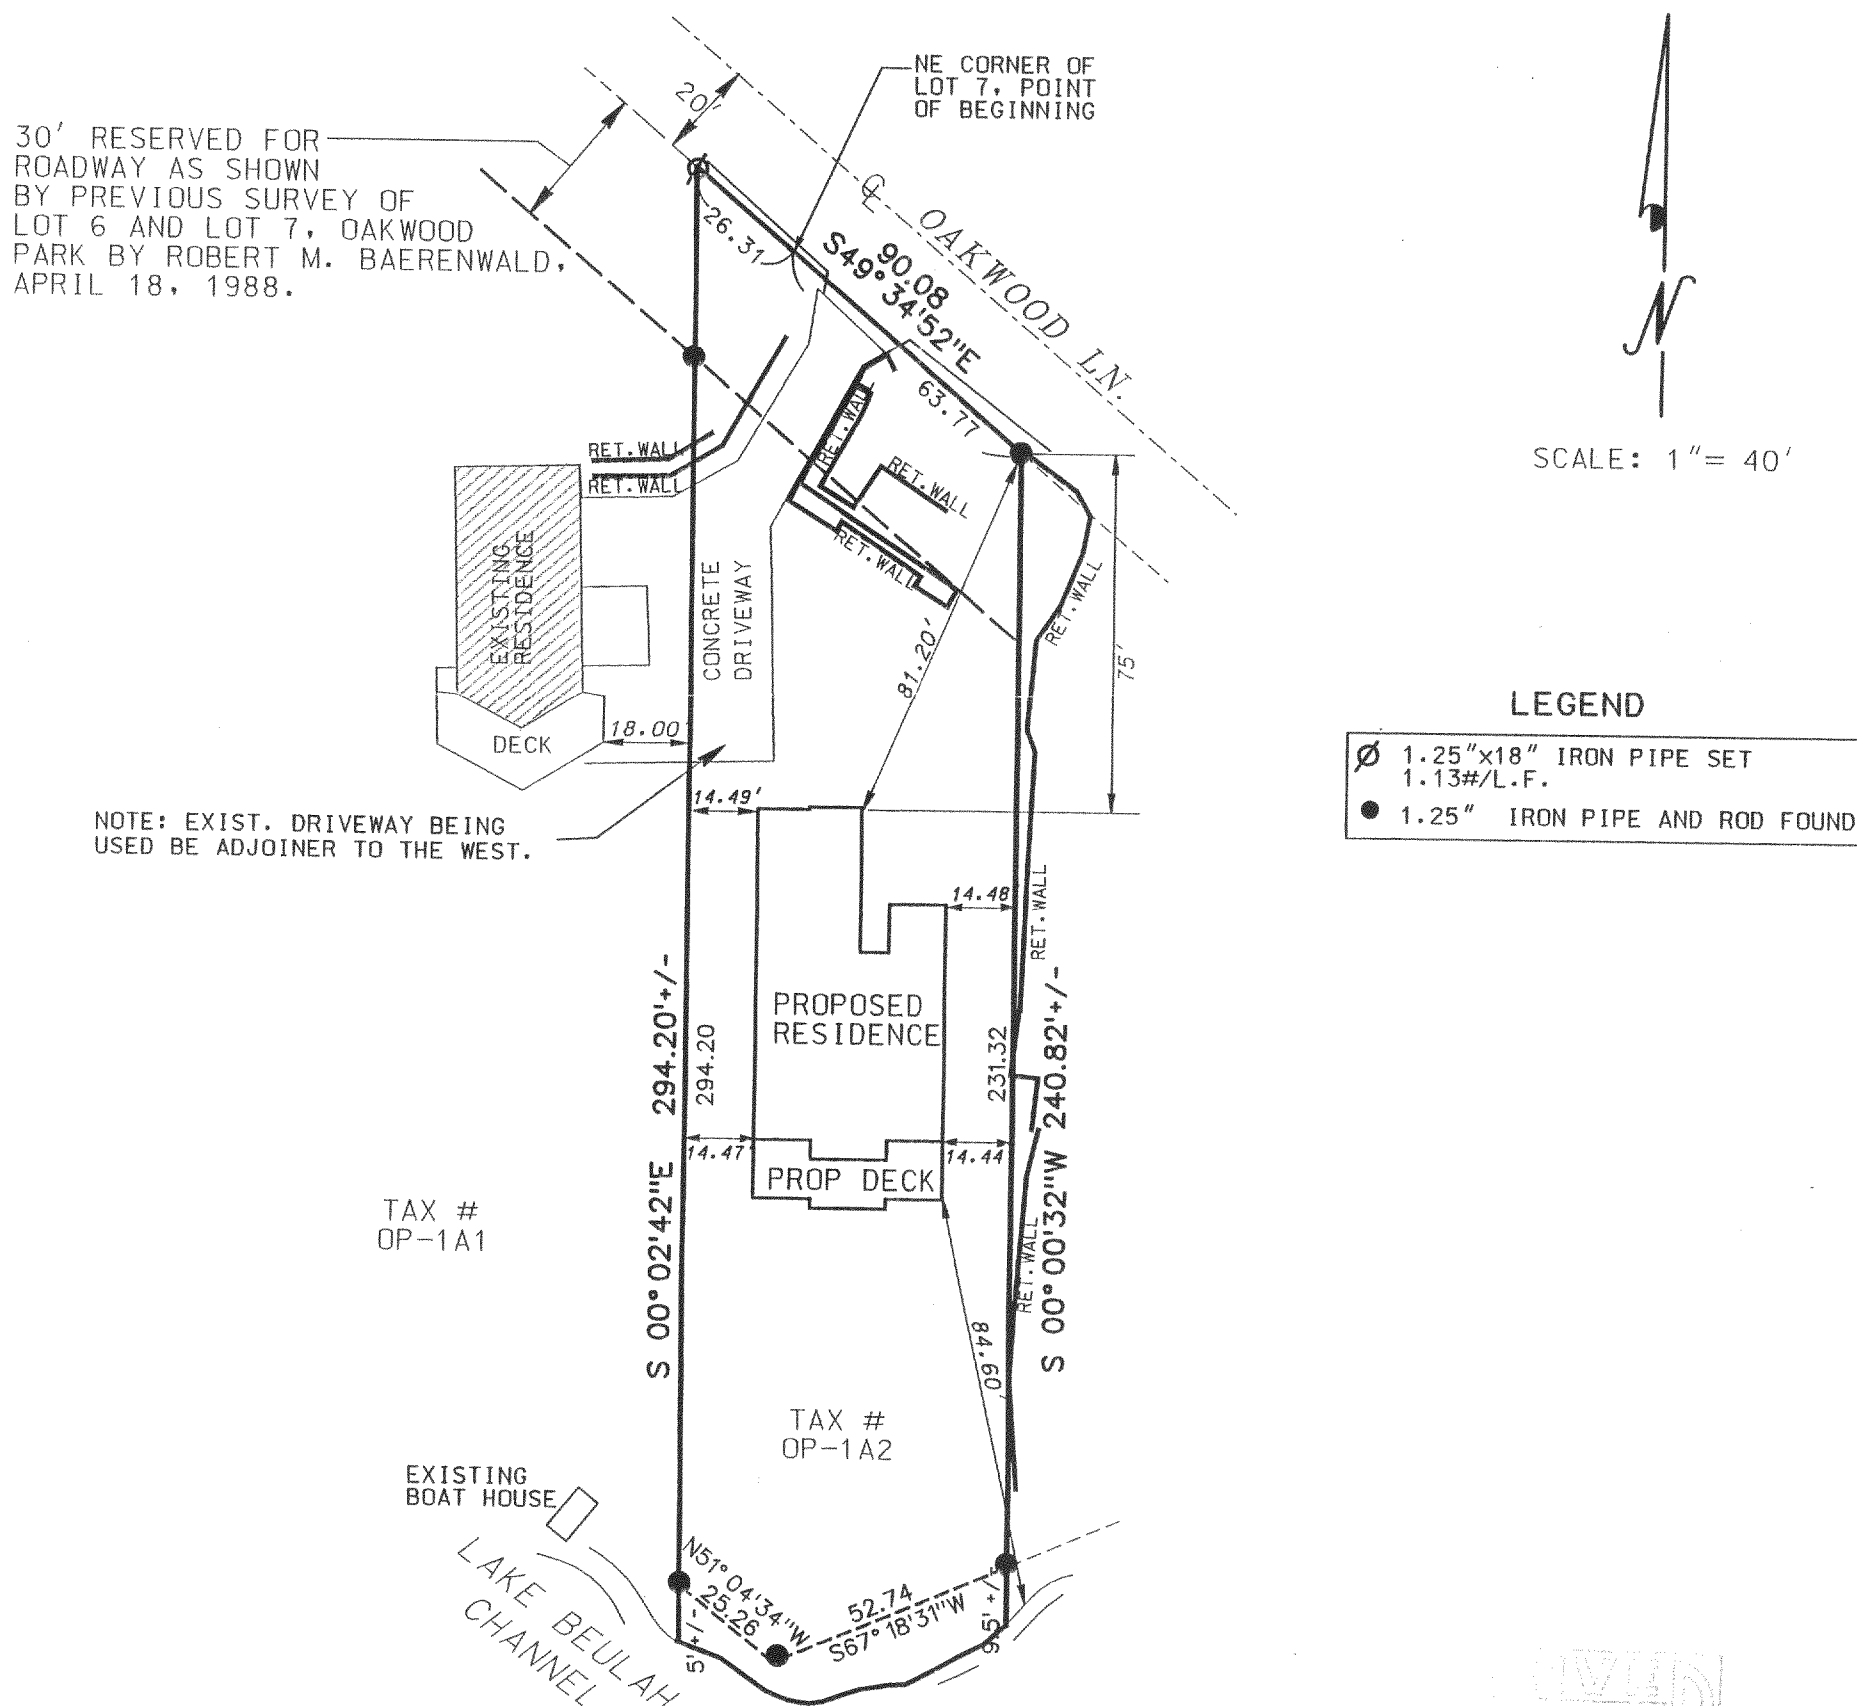 NE CORNER OF
LOT 7, POINT
OF BEGINNING
20'
30' RESERVED FOR
ROADWAY AS SHOWN
BY PREVIOUS SURVEY OF
LOT 6 AND LOT 7, OAKWOOD
PARK BY ROBERT M. BAERENWALD,
APRIL 18, 1988.
26.31
90.08
S49°34'52"E
OAKWOOD LN.
63.77
N
SCALE: 1"= 40'
RET.WALL
RET.WALL
RET.WALL
RET.WALL
RET.WALL
RET.WALL
EXISTING
RESIDENCE
DECK
CONCRETE
DRIVEWAY
18.00'
81.20'
75'
LEGEND
1.25"x18" IRON PIPE SET
1.13#/L.F.
1.25" IRON PIPE AND ROD FOUND
14.49'
NOTE: EXIST. DRIVEWAY BEING
USED BE ADJOINER TO THE WEST.
14.48
RET.WALL
PROPOSED
RESIDENCE
S 00°02'42"E 294.20'+/-
294.20
231.32
S 00°00'32"W 240.82'+/-
14.47'
14.44
PROP DECK
RET.WALL
TAX #
OP-1A1
84.60'
TAX #
OP-1A2
EXISTING
BOAT HOUSE
LAKE BEULAH
CHANNEL
N51°04'34"W
25.26
52.74
S67°18'31"W
5' +/-
9.5' +/-